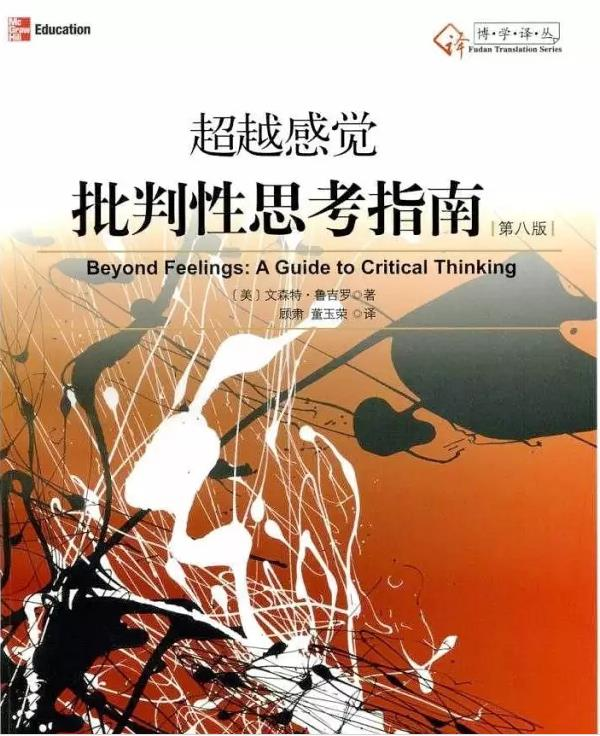 Mc Graw Hill Education
译 博·学·译·丛
Fudan Translation Series
超越感觉
批判性思考指南 |第八版|
Beyond Feelings: A Guide to Critical Thinking
〔美〕文森特·鲁吉罗◎著
顾肃 董玉荣◎译